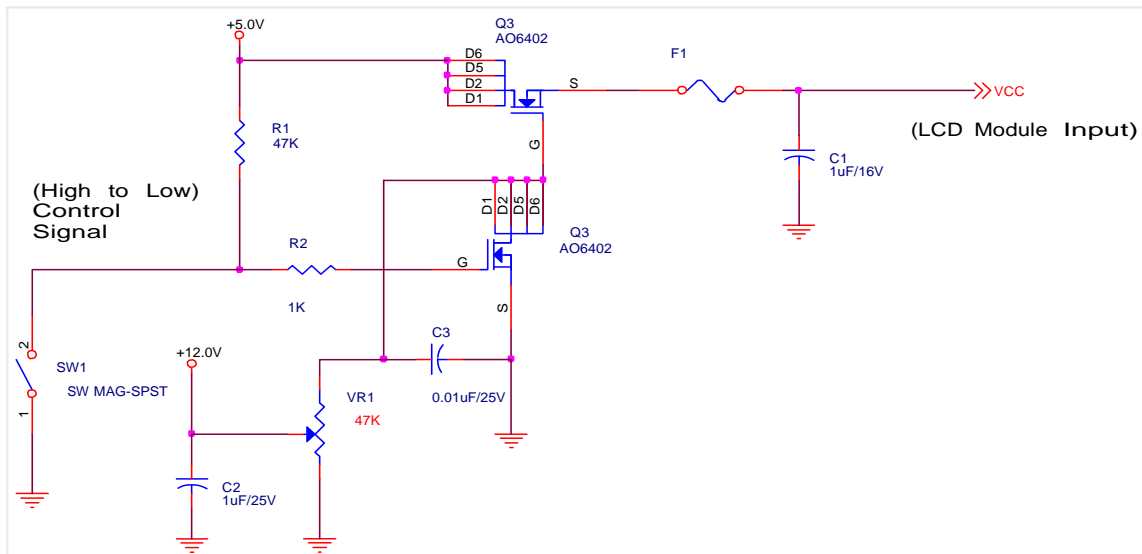 +5.0V
Q3
AO6402
D6
D5
D2
D1
S
G
F1
VCC
(LCD Module Input)
R1
47K
C1
1uF/16V
(High to Low)
Control
Signal
D1
D2
D5
D6
Q3
AO6402
R2
1K
G
S
2
SW1
SW MAG-SPST
1
+12.0V
C3
0.01uF/25V
VR1
47K
C2
1uF/25V